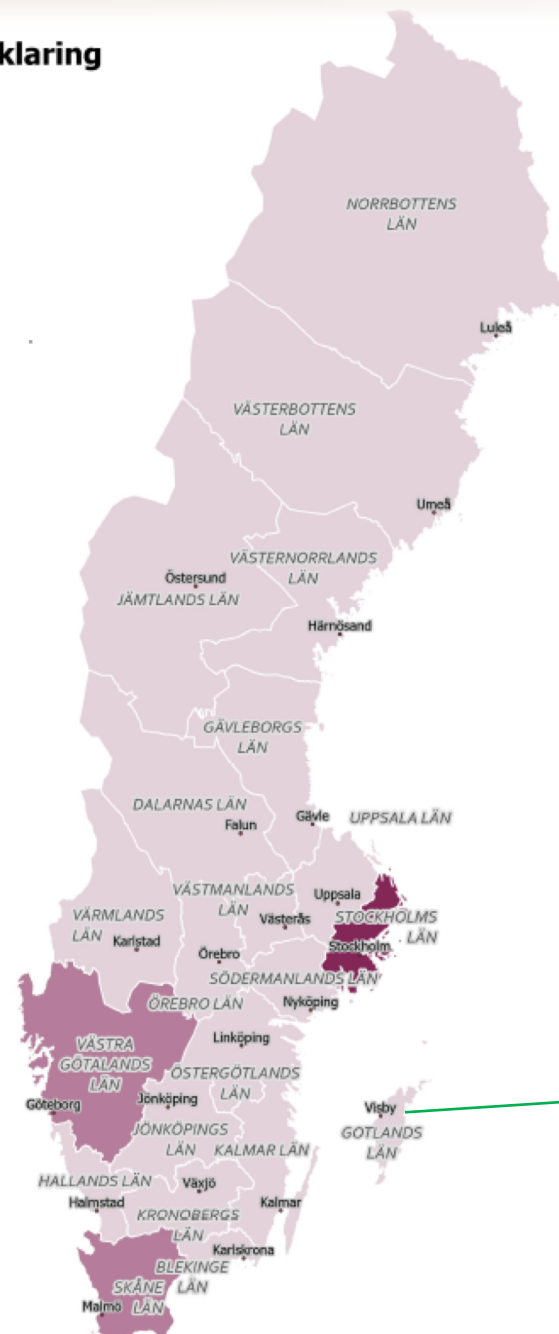 klaring
NORRBOTTENS
LÄN
Luleå
VÄSTERBOTTENS
LÄN
Umeå
VÄSTERNORRLANDS
LÄN
Östersund
JÄMTLANDS LÄN
Härnösand
GÄVLEBORGS
LÄN
DALARNAS LÄN
Falun
Gävle
UPPSALA LÄN
VÄSTMANLANDS
LÄN
Uppsala
VÄRMLANDS
LÄN
Karlstad
Västerås
STOCKHOLMS
LÄN
Örebro
Stockholm
SÖDERMANLANDS LÄN
ÖREBRO LÄN
Nyköping
VÄSTRA
GÖTALANDS
LÄN
Linköping
ÖSTERGÖTLANDS
LÄN
Göteborg
Jönköping
Visby
GOTLANDS
LÄN
JÖNKÖPINGS
LÄN
KALMAR LÄN
HALLANDS LÄN
Växjö
Halmstad
Kalmar
KRONOBERGS
LÄN
Karlskrona
BLEKINGE
LÄN
SKÅNE
LÄN
Malmö